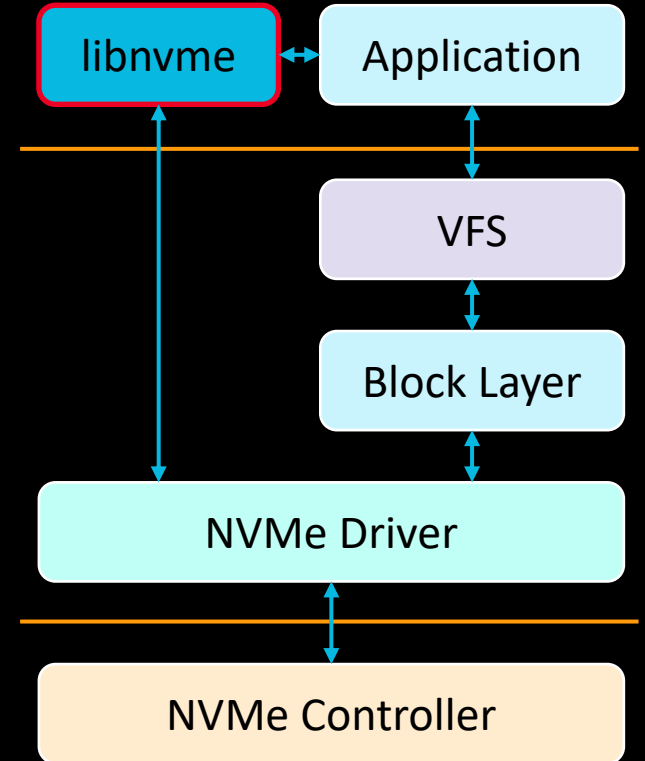 libnvme
Application
VFS
Block Layer
NVMe Driver
NVMe Controller